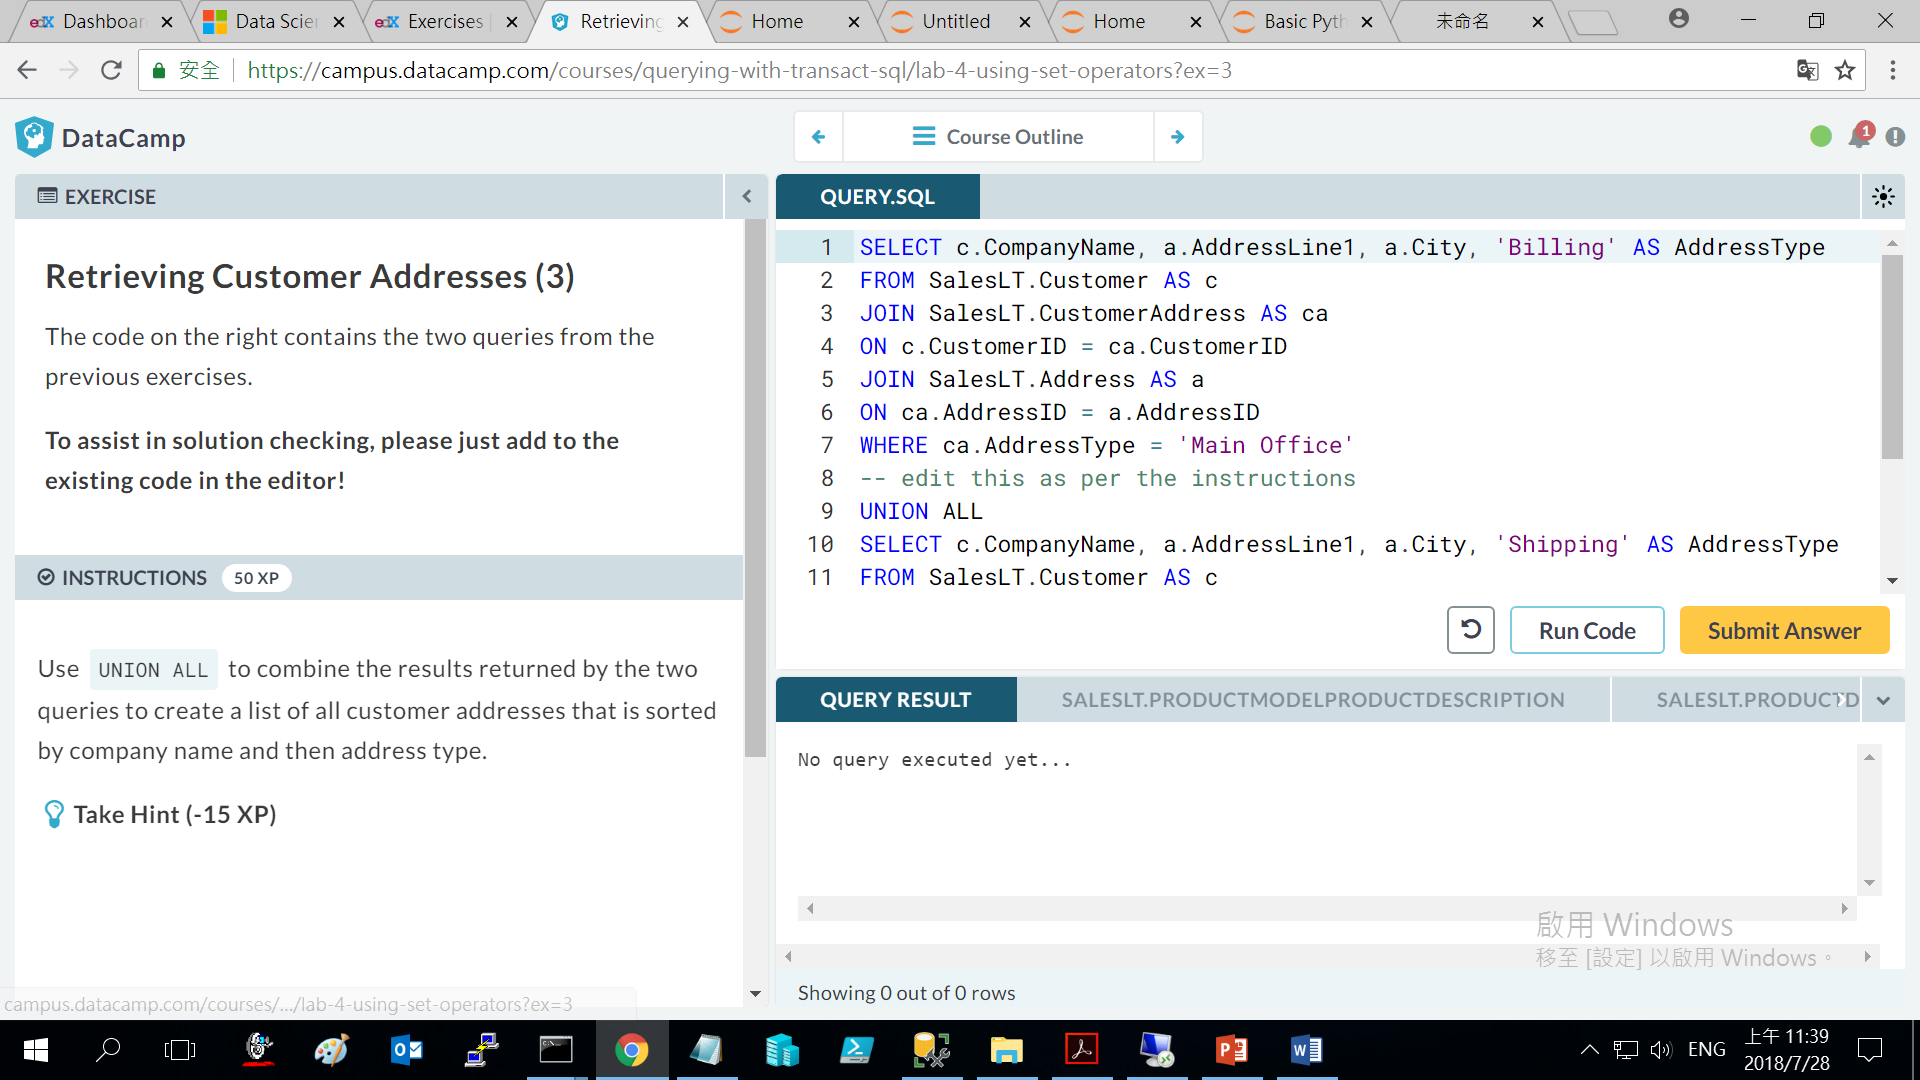 Dashboar
Data Scien
Exercises
Retrieving
Home
Untitled
Home
Basic Pyth
未命名
安全
https://campus.datacamp.com/courses/querying-with-transact-sql/lab-4-using-set-operators?ex=3
DataCamp
Course Outline
1
EXERCISE
Retrieving Customer Addresses (3)
The code on the right contains the two queries from the
previous exercises.
To assist in solution checking, please just add to the
existing code in the editor!
INSTRUCTIONS
50 XP
Use UNION ALL to combine the results returned by the two
queries to create a list of all customer addresses that is sorted
by company name and then address type.
Take Hint (-15 XP)
campus.datacamp.com/courses/.../lab-4-using-set-operators?ex=3
QUERY.SQL
1 SELECT c.CompanyName, a.AddressLine1, a.City, 'Billing' AS AddressType
2 FROM SalesLT.Customer AS c
3 JOIN SalesLT.CustomerAddress AS ca
4 ON c.CustomerID = ca.CustomerID
5 JOIN SalesLT.Address AS a
6 ON ca.AddressID = a.AddressID
7 WHERE ca.AddressType = 'Main Office'
8 -- edit this as per the instructions
9 UNION ALL
10 SELECT c.CompanyName, a.AddressLine1, a.City, 'Shipping' AS AddressType
11 FROM SalesLT.Customer AS c
Run Code
Submit Answer
QUERY RESULT
SALESLT.PRODUCTMODELPRODUCTDESCRIPTION
SALESLT.PRODUCTD
No query executed yet...
啟用 Windows
移至 [設定] 以啟用 Windows。
Showing 0 out of 0 rows
ENG
上午 11:39
2018/7/28